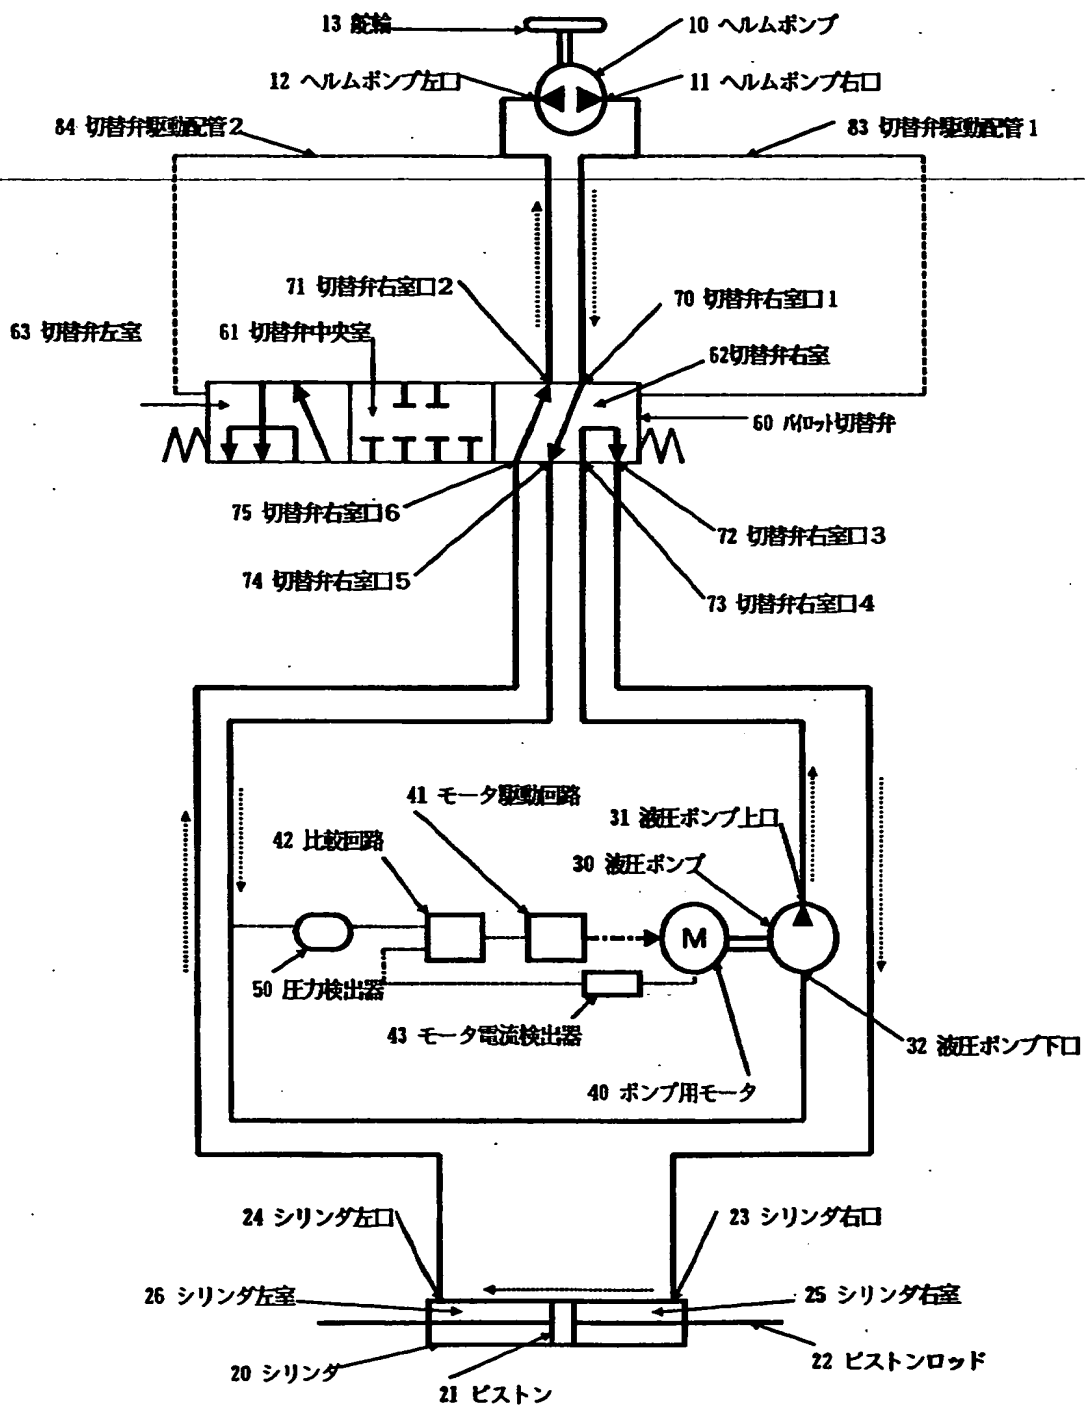 13 舵輪
10 ヘルムポンプ
12 ヘルムポンプ左口
11 ヘルムポンプ右口
84 切替弁駆動配管2
83 切替弁駆動配管1
71 切替弁右室口2
70 切替弁右室口1
63 切替弁左室
61 切替弁中央室
62切替弁右室
60 パイロット切替弁
75 切替弁右室口6
72 切替弁右室口3
74 切替弁右室口5
73 切替弁右室口4
41 モータ駆動回路
31 液圧ポンプ上口
42 比較回路
30 液圧ポンプ
M
50 圧力検出器
43 モータ電流検出器
32 液圧ポンプ下口
40 ポンプ用モータ
24 シリンダ左口
23 シリンダ右口
26 シリンダ左室
25 シリンダ右室
20 シリンダ
22 ピストンロッド
21 ピストン